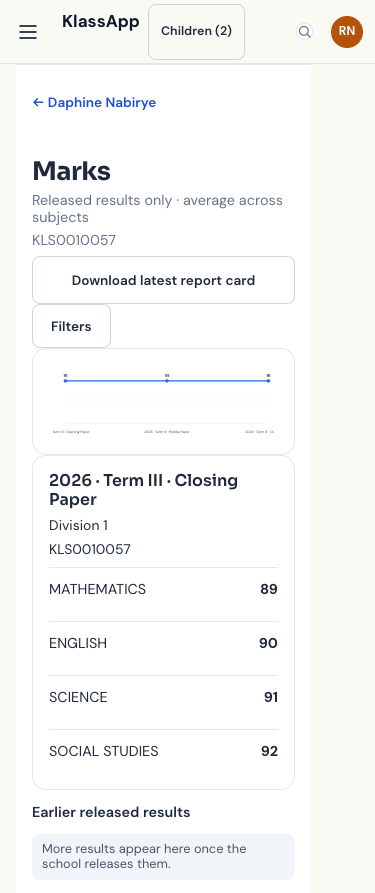 KlassApp
Children (2)
RN
← Daphine Nabirye
Marks
Released results only · average across
subjects
KLS0010057
Download latest report card
Filters
2026 · Term III · Closing
Paper
Division 1
KLS0010057
MATHEMATICS 89
ENGLISH 90
SCIENCE 91
SOCIAL STUDIES 92
Earlier released results
More results appear here once the
school releases them.